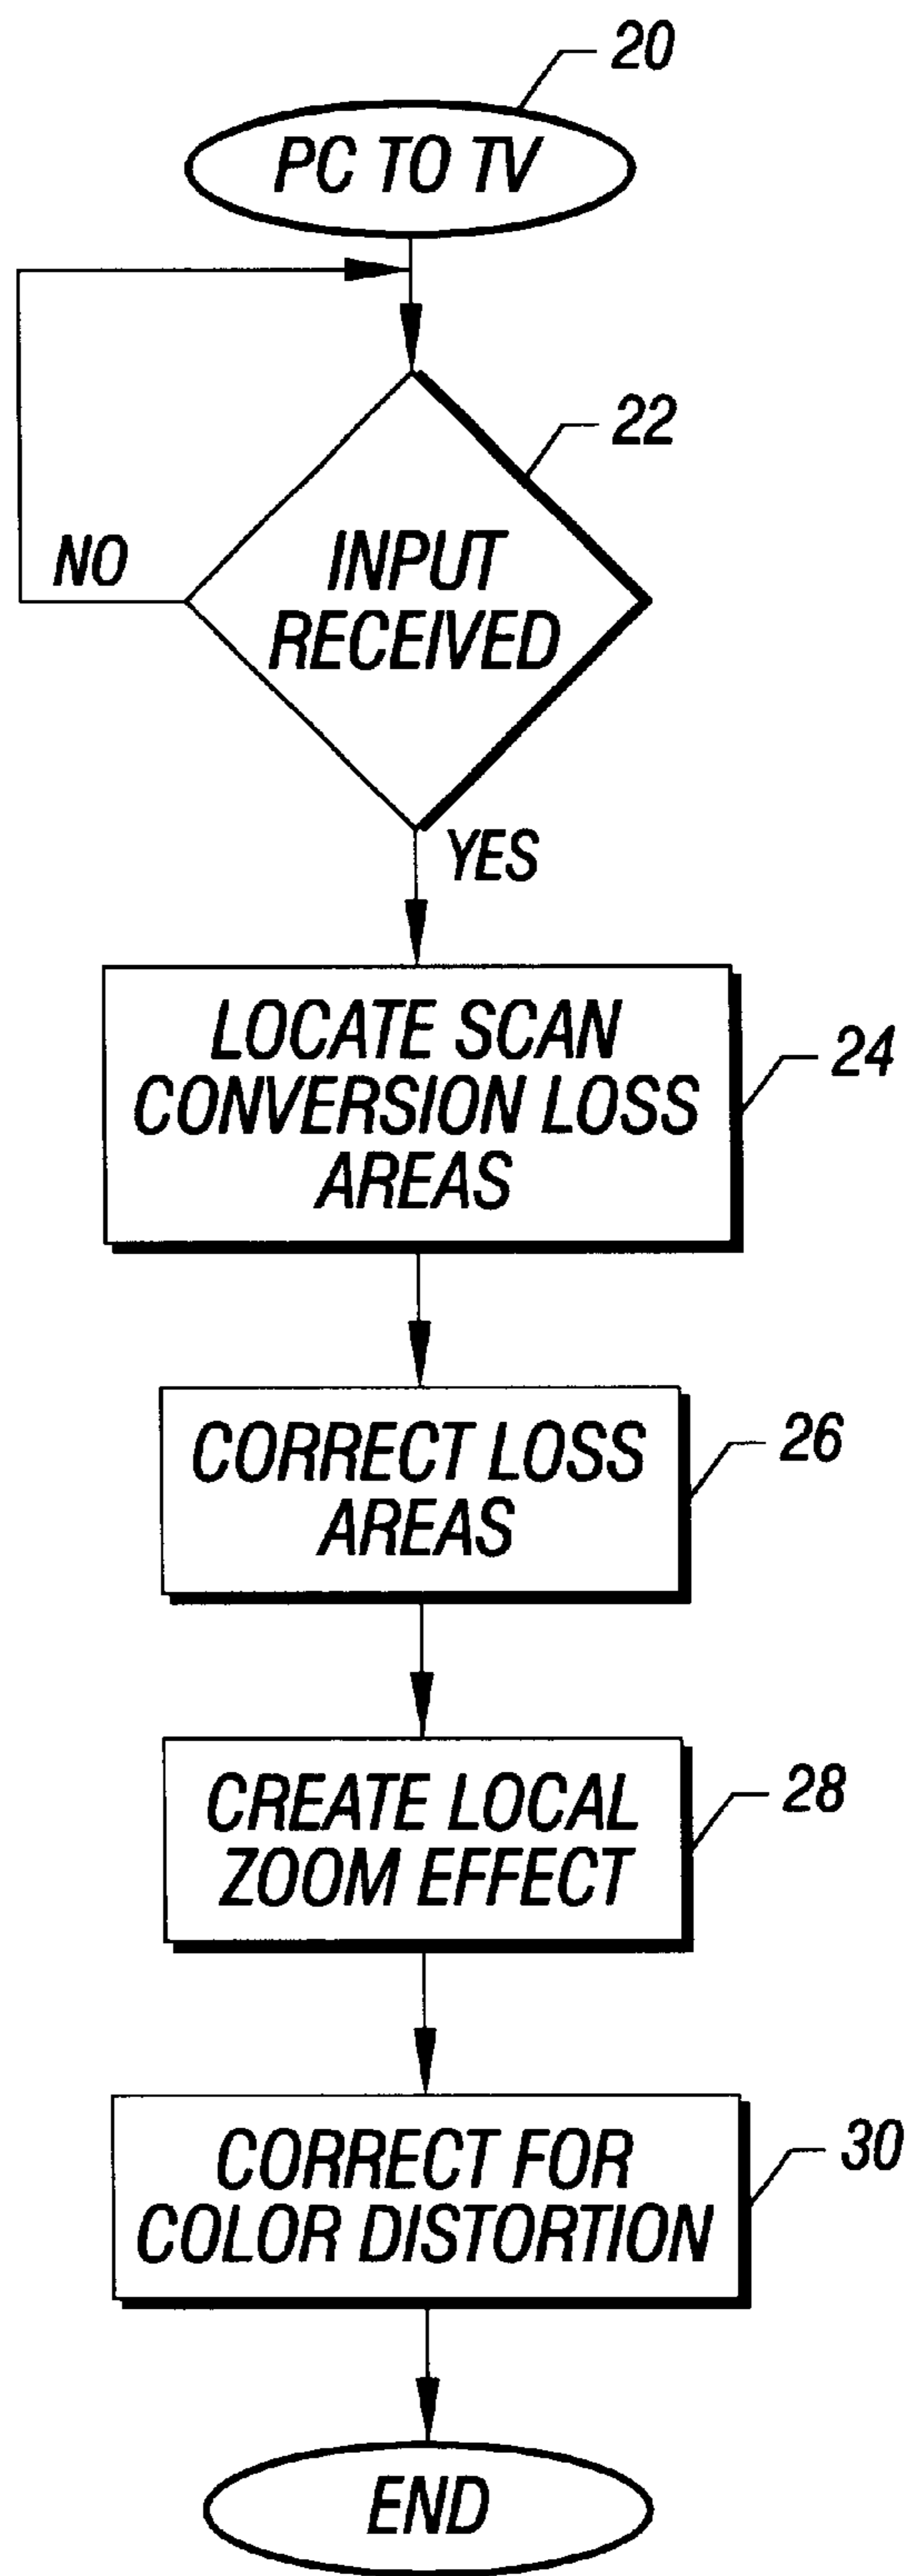 20
PC TO TV
22
INPUT
RECEIVED
NO
YES
LOCATE SCAN
CONVERSION LOSS
AREAS
24
CORRECT LOSS
AREAS
26
CREATE LOCAL
ZOOM EFFECT
28
CORRECT FOR
COLOR DISTORTION
30
END